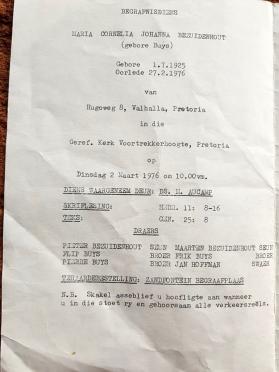 BEGRAFNISDIENS
MARIA CORNELIA JOHANNA BEZUIDENHOUT
(gebore Buys)
Gebore 1.7.1925
Oorlede 27.2.1976
van
Hugoweg 8, Valhalla, Pretoria
in die
Geref. Kerk Voortrekkerhoogte, Pretoria
op
Dinsdag 2 Maart 1976 om 10.00vm.
DIENS WAARGENEEM DEUR: DS. H. AUCAMP
SKRIFLESING: 11: 8-16
TEKS: GEN. 25: 8
DRAERS
PIETER BEZUIDENHOUT SEUN MAARTEN BEZUIDENHOUT SEUN
FLIP BUYS BROER FRIK BUYS BROER
PIERRE BUYS BROER JAN HOFFMAN SWAER
TERAARDEBESTELLING: ZANDFONTEIN BEGRAAFPLAAS
N.B. Skakel asseblief u hoofligte aan wanneer
u in die stoet ry en gehoorsaam alle verkeersreëls.